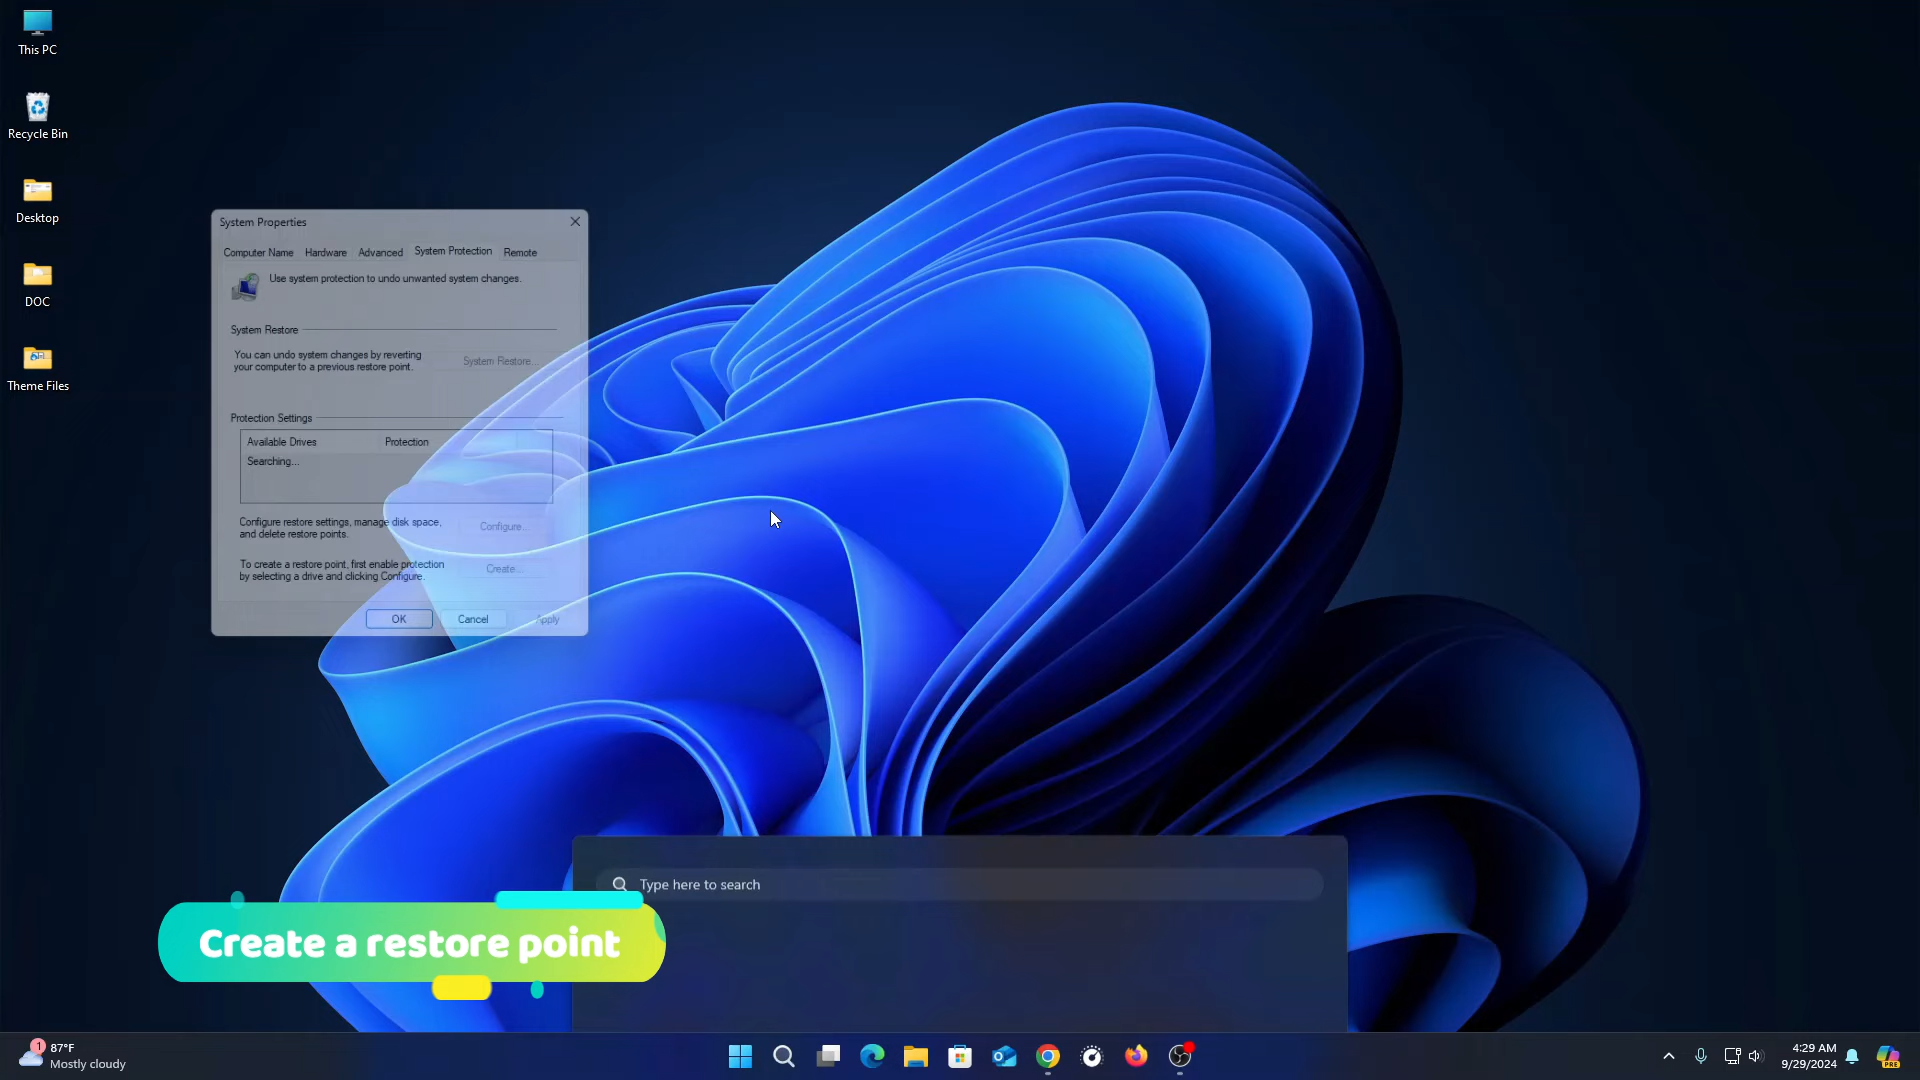 This PC
Recycle Bin
Desktop
DOC
Theme Files
System Properties
Computer Name Hardware Advanced System Protection Remote
Use system protection to undo unwanted system changes.
System Restore
You can undo system changes by reverting
your computer to a previous restore point.
System Restore...
Protection Settings
Available Drives Protection
Searching...
Configure restore settings, manage disk space,
and delete restore points.
Configure...
To create a restore point, first enable protection
by selecting a drive and clicking Configure.
Create...
OK Cancel Apply
Type here to search
Create a restore point
1
87°F
Mostly cloudy
4:29 AM
9/29/2024
PRE